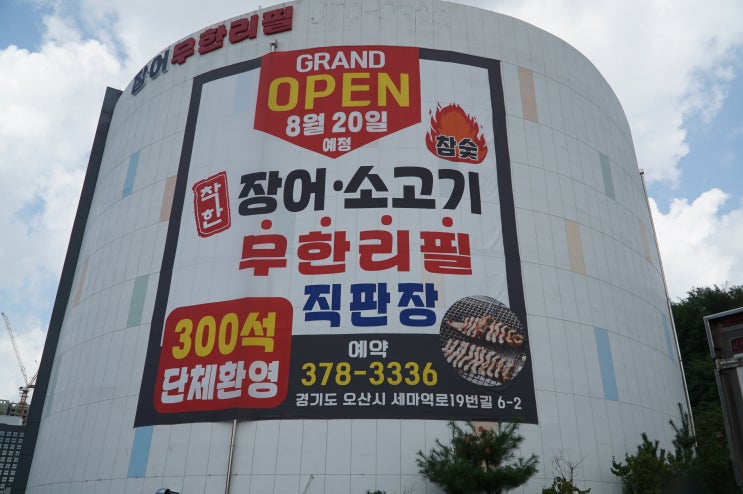 장어 무한리필
GRAND
OPEN
8월 20일
예정
참숯
착한
장어·소고기
무한리필
직판장
300석
단체환영
예약
378-3336
경기도 오산시 세마역로19번길 6-2